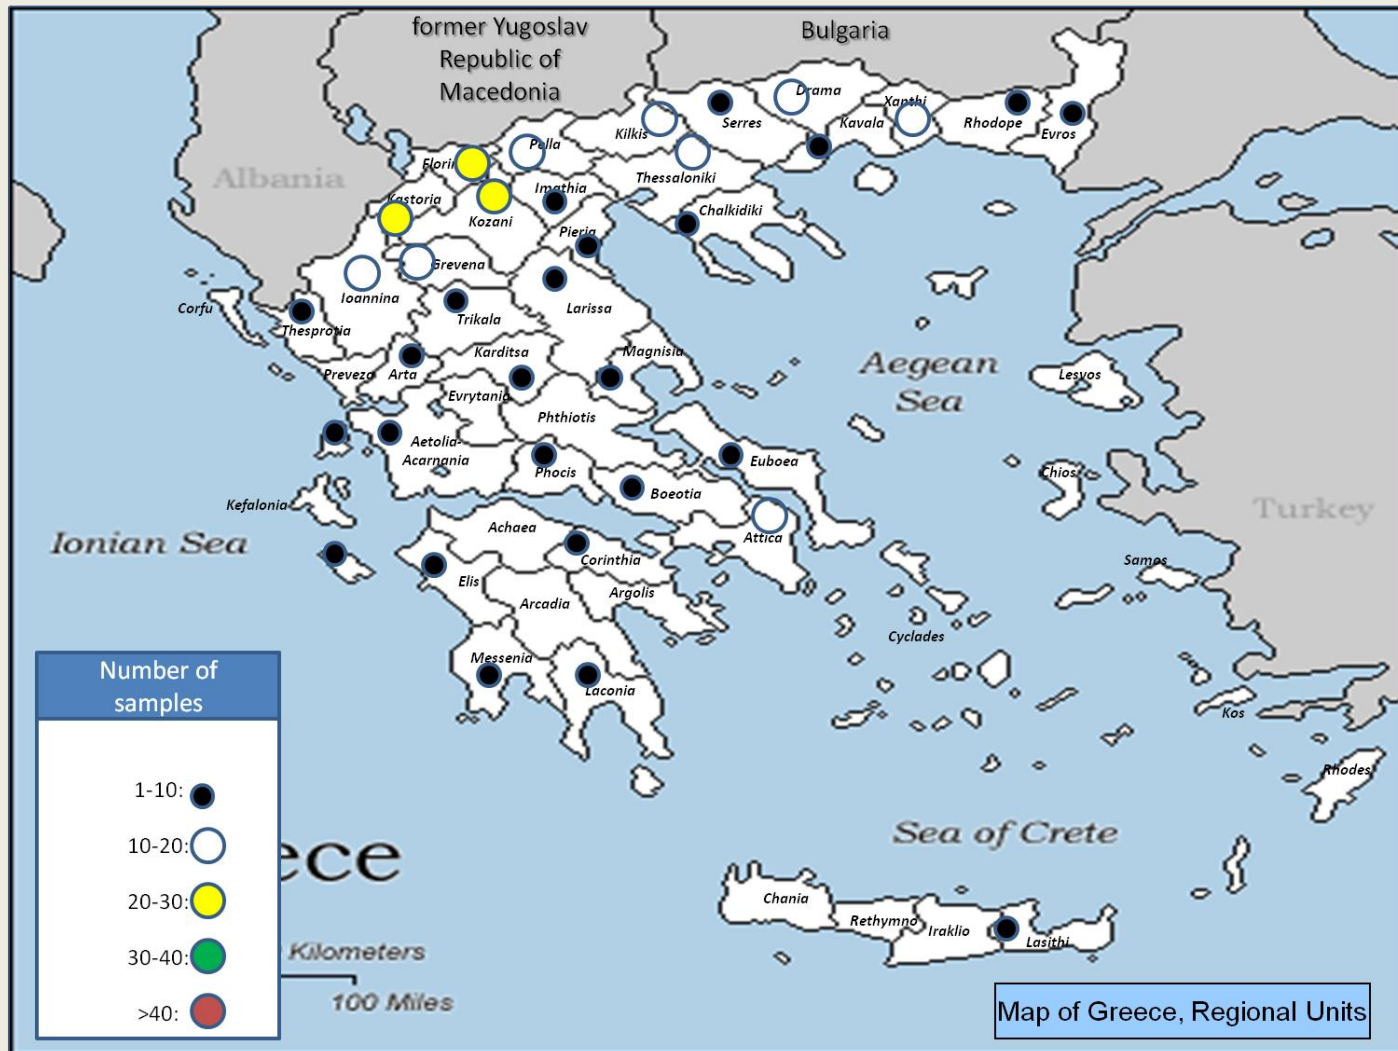 former Yugoslav
Republic of
Macedonia
Bulgaria
Albania
Drama
Xanthi
Kilkis
Serres
Kavala
Rhodope
Evros
Pella
Florin
Thessaloniki
Kastoria
Imathia
Kozani
Chalkidiki
Pieria
Grevena
Ioannina
Corfu
Larissa
Thesprotia
Trikala
Karditsa
Magnisia
Preveza
Arta
Aegean
Sea
Lesvos
Evrytania
Phthiotis
Aetolia-
Acarnania
Euboea
Phocis
Chios
Boeotia
Kefalonia
Turkey
Achaea
Attica
Ionian Sea
Corinthia
Samos
Elis
Argolis
Arcadia
Cyclades
Messenia
Laconia
Kos
Rhodes
Number of
samples
1-10:
10-20:
20-30:
30-40:
>40:
ece
Kilometers
100 Miles
Sea of Crete
Chania
Rethymno
Iraklio
Lasithi
Map of Greece, Regional Units